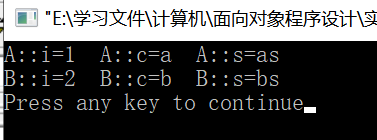 "E:\学习文件\计算机\面向对象程序设计\实
A::i=1 A::c=a A::s=as
B::i=2 B::c=b B::s=bs
Press any key to continue